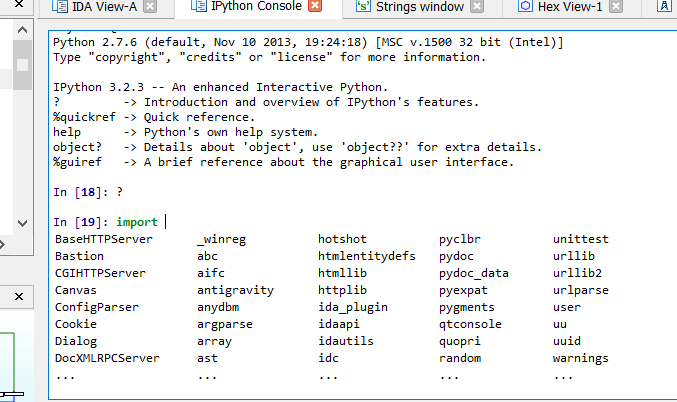 IDA View-A IPython Console Strings window Hex View-1
Python 2.7.6 (default, Nov 10 2013, 19:24:18) [MSC v.1500 32 bit (Intel)]
Type "copyright", "credits" or "license" for more information.
IPython 3.2.3 -- An enhanced Interactive Python.
? -> Introduction and overview of IPython's features.
%quickref -> Quick reference.
help -> Python's own help system.
object? -> Details about 'object', use 'object??' for extra details.
%guiref -> A brief reference about the graphical user interface.
In [18]: ?
In [19]: import
BaseHTTPServer _winreg hotshot pyclbr unittest
Bastion abc htmlentitydefs pydoc urllib
CGIHTTPServer aifc htmllib pydoc_data urllib2
Canvas antigravity httplib pyexpat urlparse
ConfigParser anydbm ida_plugin pygments user
Cookie argparse idaapi qtconsole uu
Dialog array idautils quopri uuid
DocXMLRPCServer ast idc random warnings
... ... ... ... ...